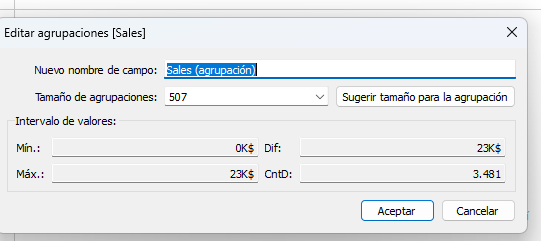 Editar agrupaciones [Sales]
Nuevo nombre de campo: Sales (agrupación)
Tamaño de agrupaciones: 507 Sugerir tamaño para la agrupación
Intervalo de valores:
Mín.: 0K$ Dif: 23K$
Máx.: 23K$ CntD: 3.481
Aceptar Cancelar